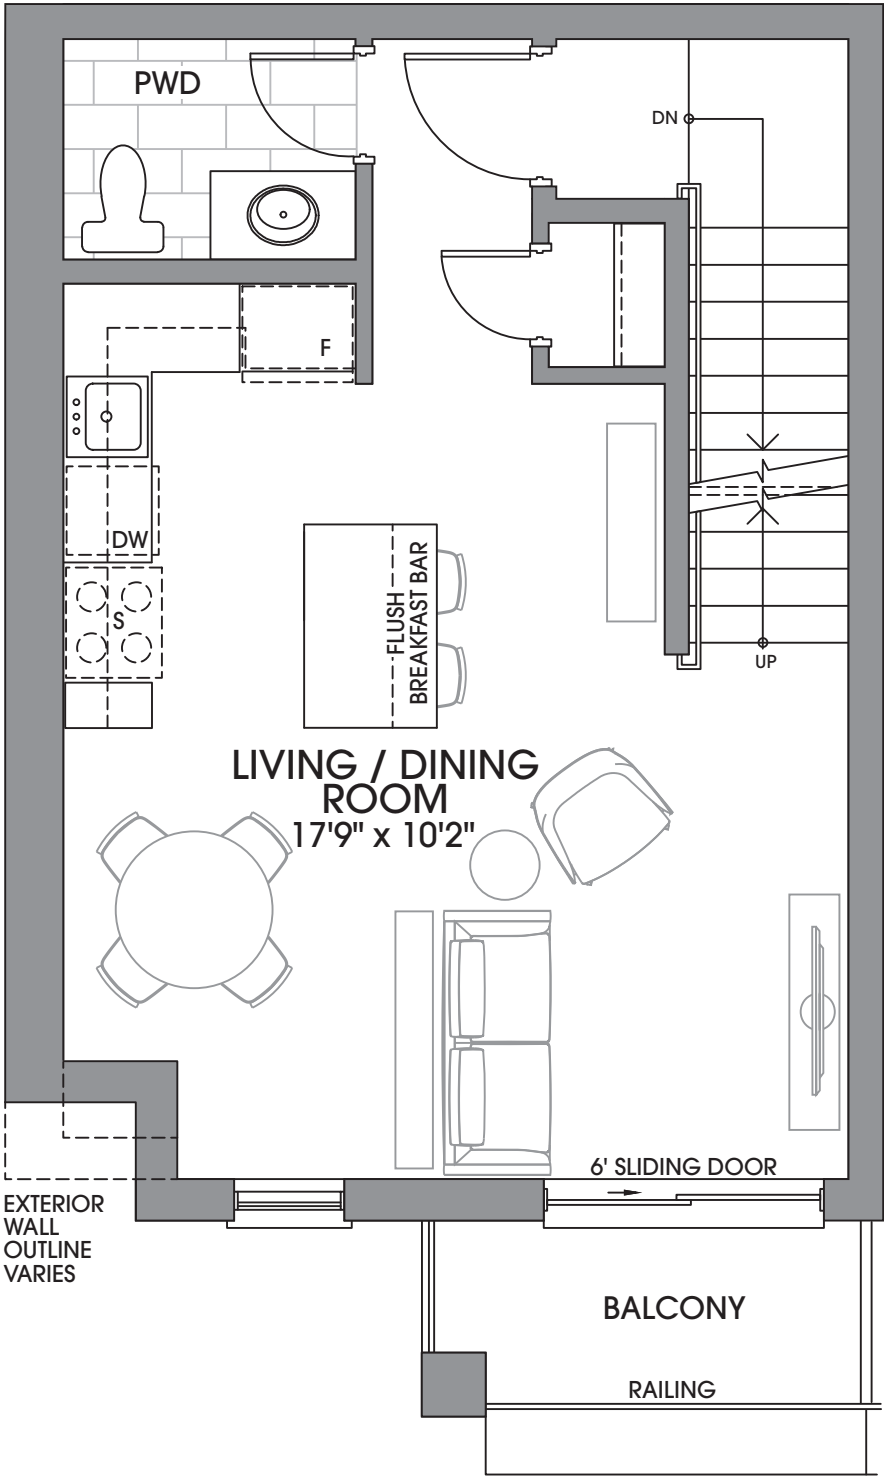 PWD
DN
F
DW
S
FLUSH
BREAKFAST BAR
UP
LIVING / DINING
ROOM
17'9" x 10'2"
6' SLIDING DOOR
EXTERIOR
WALL
OUTLINE
VARIES
BALCONY
RAILING